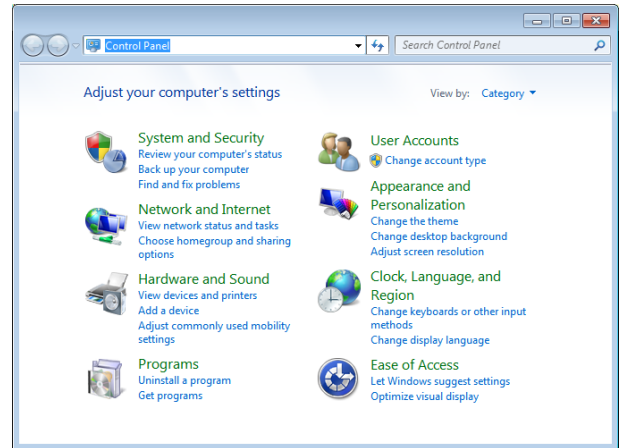 Control Panel
Search Control Panel
Adjust your computer's settings
View by: Category
System and Security
Review your computer's status
Back up your computer
Find and fix problems
Network and Internet
View network status and tasks
Choose homegroup and sharing
options
Hardware and Sound
View devices and printers
Add a device
Adjust commonly used mobility
settings
Programs
Uninstall a program
Get programs
User Accounts
Change account type
Appearance and
Personalization
Change the theme
Change desktop background
Adjust screen resolution
Clock, Language, and
Region
Change keyboards or other input
methods
Change display language
Ease of Access
Let Windows suggest settings
Optimize visual display